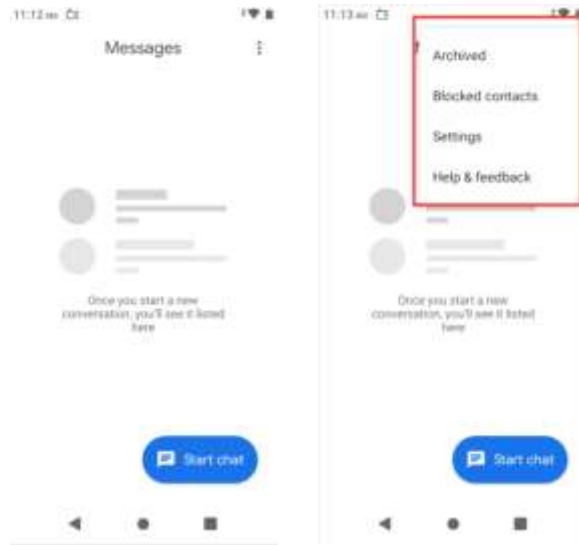 11:12
Messages
Once you start a new
conversation, you'll see it listed
here
Start chat
11:13
Archived
Blocked contacts
Settings
Help & feedback
Once you start a new
conversation, you'll see it listed
here
Start chat